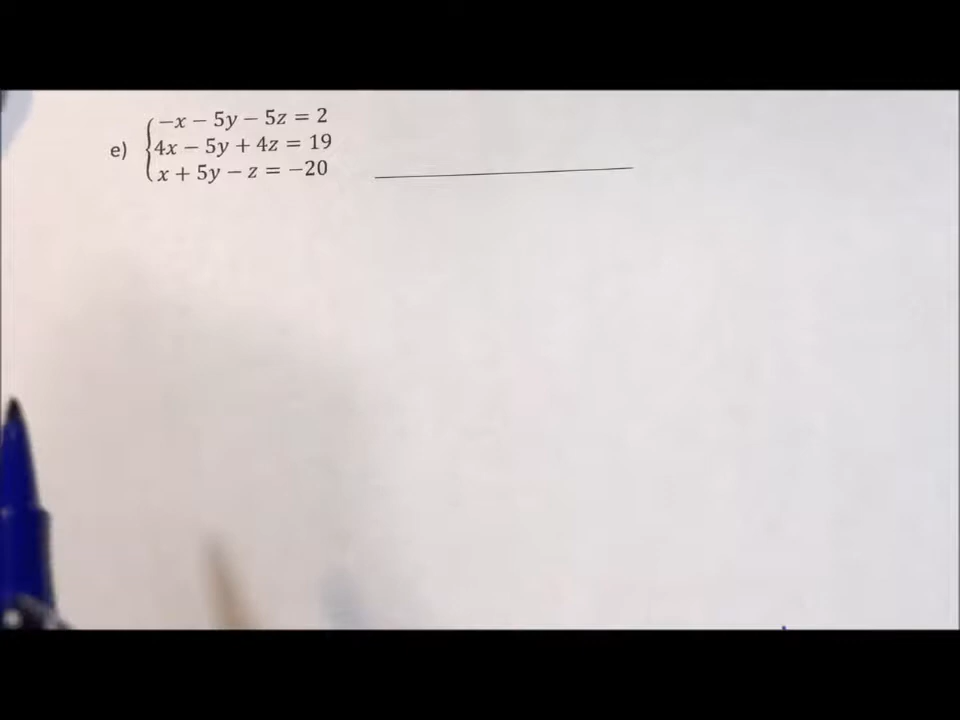 e)
−x − 5y − 5z = 2
4x − 5y + 4z = 19
x + 5y − z = −20